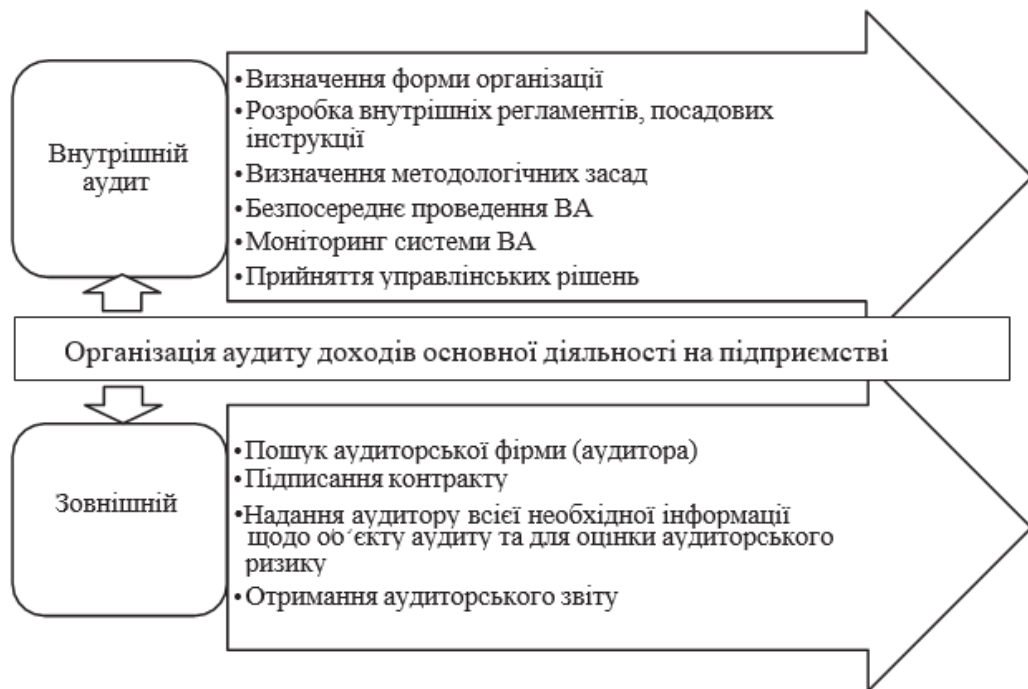 Внутрішній
аудит
•Визначення форми організації
•Розробка внутрішніх регламентів, посадових
інструкції
•Визначення методологічних засад
•Безпосереднє проведення ВА
•Моніторинг системи ВА
•Прийняття управлінських рішень
Організація аудиту доходів основної діяльності на підприємстві
Зовнішній
•Пошук аудиторської фірми (аудитора)
•Підписання контракту
•Надання аудитору всієї необхідної інформації
щодо об´єкту аудиту та для оцінки аудиторського
ризику
•Отримання аудиторського звіту